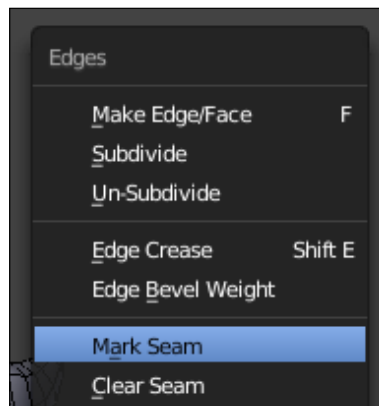 Edges
Make Edge/Face F
Subdivide
Un-Subdivide
Edge Crease Shift E
Edge Bevel Weight
Mark Seam
Clear Seam